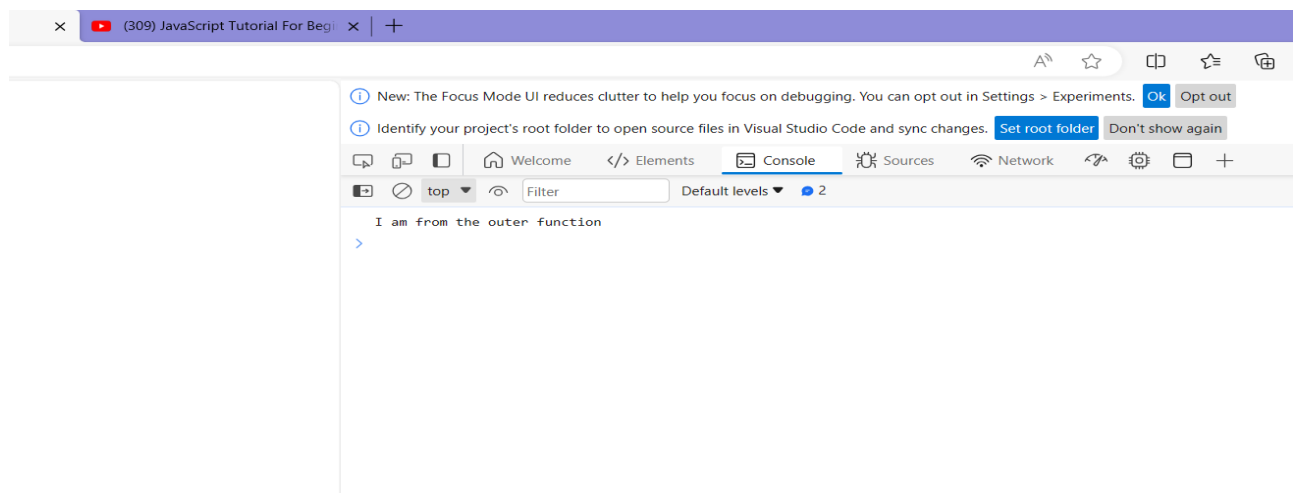 (309) JavaScript Tutorial For Begi
New: The Focus Mode UI reduces clutter to help you focus on debugging. You can opt out in Settings > Experiments. Ok Opt out
Identify your project's root folder to open source files in Visual Studio Code and sync changes. Set root folder Don't show again
Welcome </> Elements Console Sources Network
top Filter Default levels 2
I am from the outer function
>